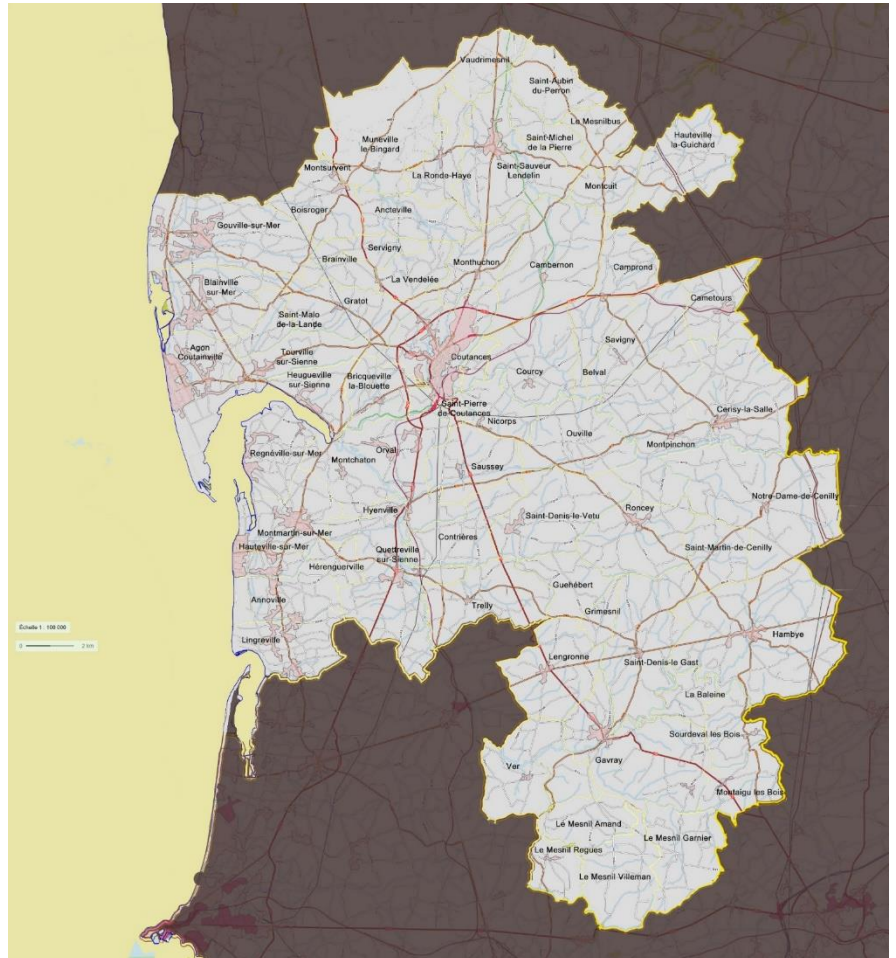 Vaudrimesnil
Saint-Aubin
du-Perron
Le Mesnilbus
Hauteville
la-Guichard
Muneville
le-Bingard
Saint-Michel
de la Pierre
Montsurvent
La Ronde-Haye
Saint-Sauveur
Lendelin
Montcuit
Boisroger
Ancteville
Gouville-sur-Mer
Servigny
Brainville
Monthuchon
Cambernon
Camprond
La Vendelée
Blainville
sur-Mer
Gratot
Cametours
Saint-Malo
de-la-Lande
Savigny
Agon
Coutainville
Tourville
sur-Sienne
Coutances
Heugueville
sur-Sienne
Bricqueville
la-Blouette
Courcy
Belval
Saint-Pierre
de Coutances
Nicorps
Cerisy-la-Salle
Ouville
Montpinchon
Regnéville-sur-Mer
Orval
Montchaton
Saussey
Notre-Dame-de-Cenilly
Hyenville
Saint-Denis-le-Vetu
Roncey
Montmartin-sur-Mer
Contrières
Hauteville-sur-Mer
Quettreville
sur-Sienne
Saint-Martin-de-Cenilly
Hérenguerville
Guehébert
Annoville
Trelly
Grimesnil
Échelle 1 : 100 000
0 2 km
Hambye
Lingreville
Lengronne
Saint-Denis-le Gast
La Baleine
Sourdeval les Bois
Gavray
Ver
Montaigu les Bois
Le Mesnil Amand
Le Mesnil Garnier
Le Mesnil Rogues
Le Mesnil Villeman